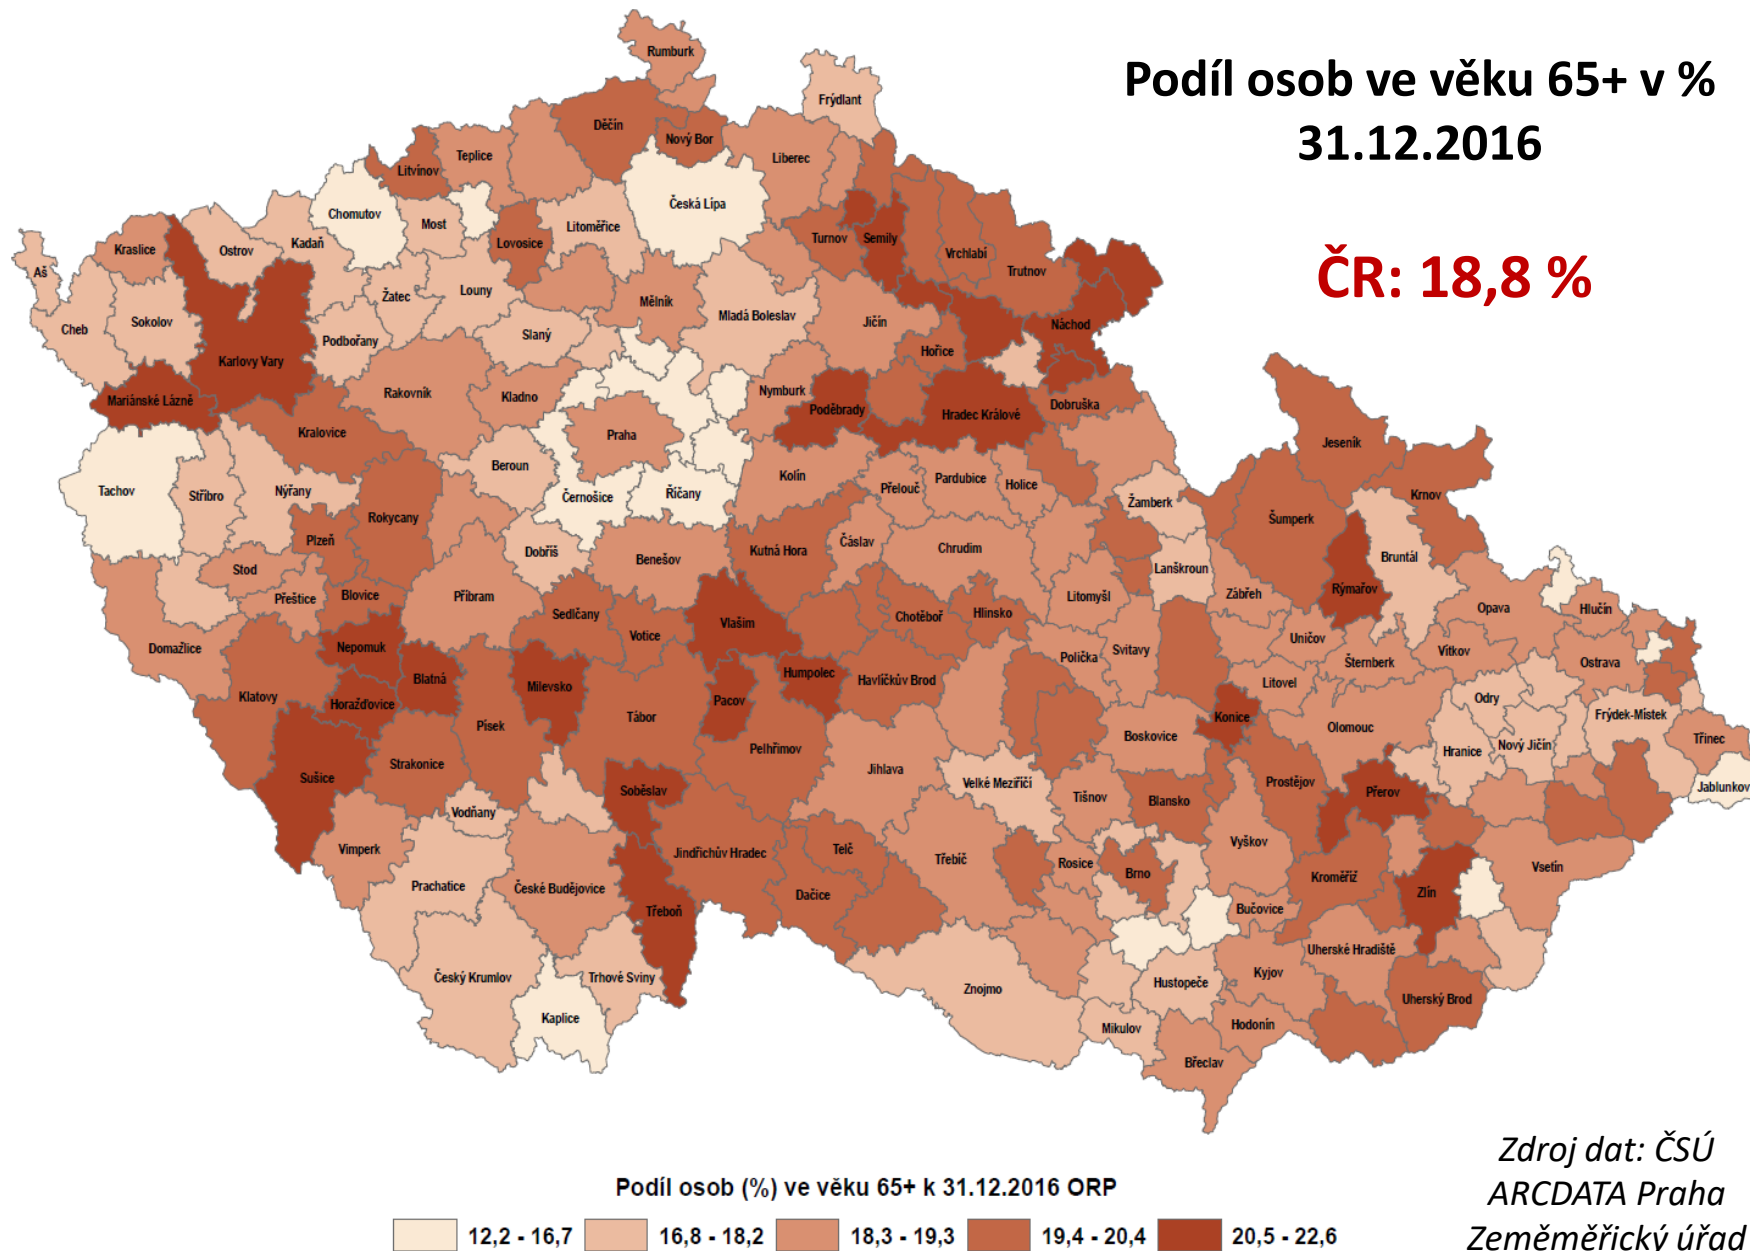 Podíl osob ve věku 65+ v %
31.12.2016
ČR: 18,8 %
Rumburk
Frýdlant
Děčín
Nový Bor
Teplice
Liberec
Litvínov
Česká Lípa
Chomutov
Most
Litoměřice
Kraslice
Ostrov
Kadaň
Lovosice
Turnov
Semily
Vrchlabí
Trutnov
Aš
Žatec
Louny
Mělník
Cheb
Sokolov
Mladá Boleslav
Jičín
Náchod
Podbořany
Slaný
Karlovy Vary
Hořice
Rakovník
Kladno
Nymburk
Mariánské Lázně
Poděbrady
Hradec Králové
Dobruška
Kralovice
Praha
Jeseník
Beroun
Tachov
Stříbro
Nýřany
Černošice
Říčany
Kolín
Přelouč
Pardubice
Holice
Žamberk
Krnov
Rokycany
Šumperk
Plzeň
Dobříš
Benešov
Kutná Hora
Čáslav
Chrudim
Lanškroun
Bruntál
Stod
Přeštice
Blovice
Příbram
Litomyšl
Zábřeh
Rýmařov
Opava
Hlučín
Sedlčany
Votice
Vlašim
Chotěboř
Hlinsko
Domažlice
Nepomuk
Polička
Svitavy
Uničov
Šternberk
Vítkov
Ostrava
Klatovy
Blatná
Milevsko
Pacov
Humpolec
Havlíčkův Brod
Litovel
Horažďovice
Odry
Písek
Tábor
Konice
Olomouc
Frýdek-Místek
Boskovice
Pelhřimov
Hranice
Nový Jičín
Třinec
Sušice
Strakonice
Soběslav
Jihlava
Velké Meziříčí
Tišnov
Blansko
Prostějov
Přerov
Jablunkov
Vodňany
Vimperk
Jindřichův Hradec
Telč
Třebíč
Rosice
Brno
Vyškov
Kroměříž
Vsetín
Prachatice
České Budějovice
Dačice
Zlín
Třeboň
Bučovice
Uherské Hradiště
Český Krumlov
Trhové Sviny
Znojmo
Hustopeče
Kyjov
Uherský Brod
Kaplice
Mikulov
Hodonín
Břeclav
Podíl osob (%) ve věku 65+ k 31.12.2016 ORP
12,2 - 16,7 16,8 - 18,2 18,3 - 19,3 19,4 - 20,4 20,5 - 22,6
Zdroj dat: ČSÚ
ARCDATA Praha
Zeměměřický úřad